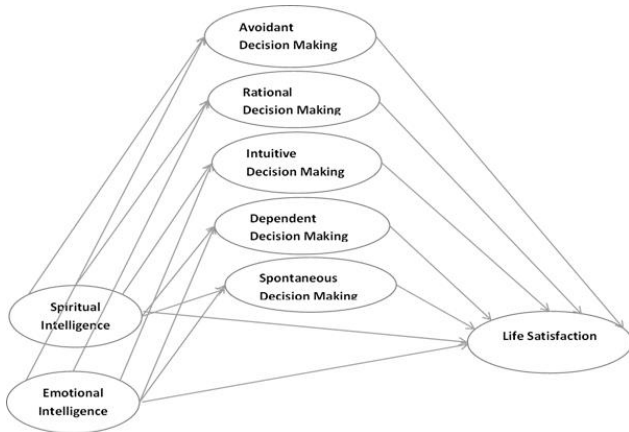 Avoidant
Decision Making
Rational
Decision Making
Intuitive
Decision Making
Dependent
Decision Making
Spontaneous
Decision Making
Spiritual
Intelligence
Life Satisfaction
Emotional
Intelligence